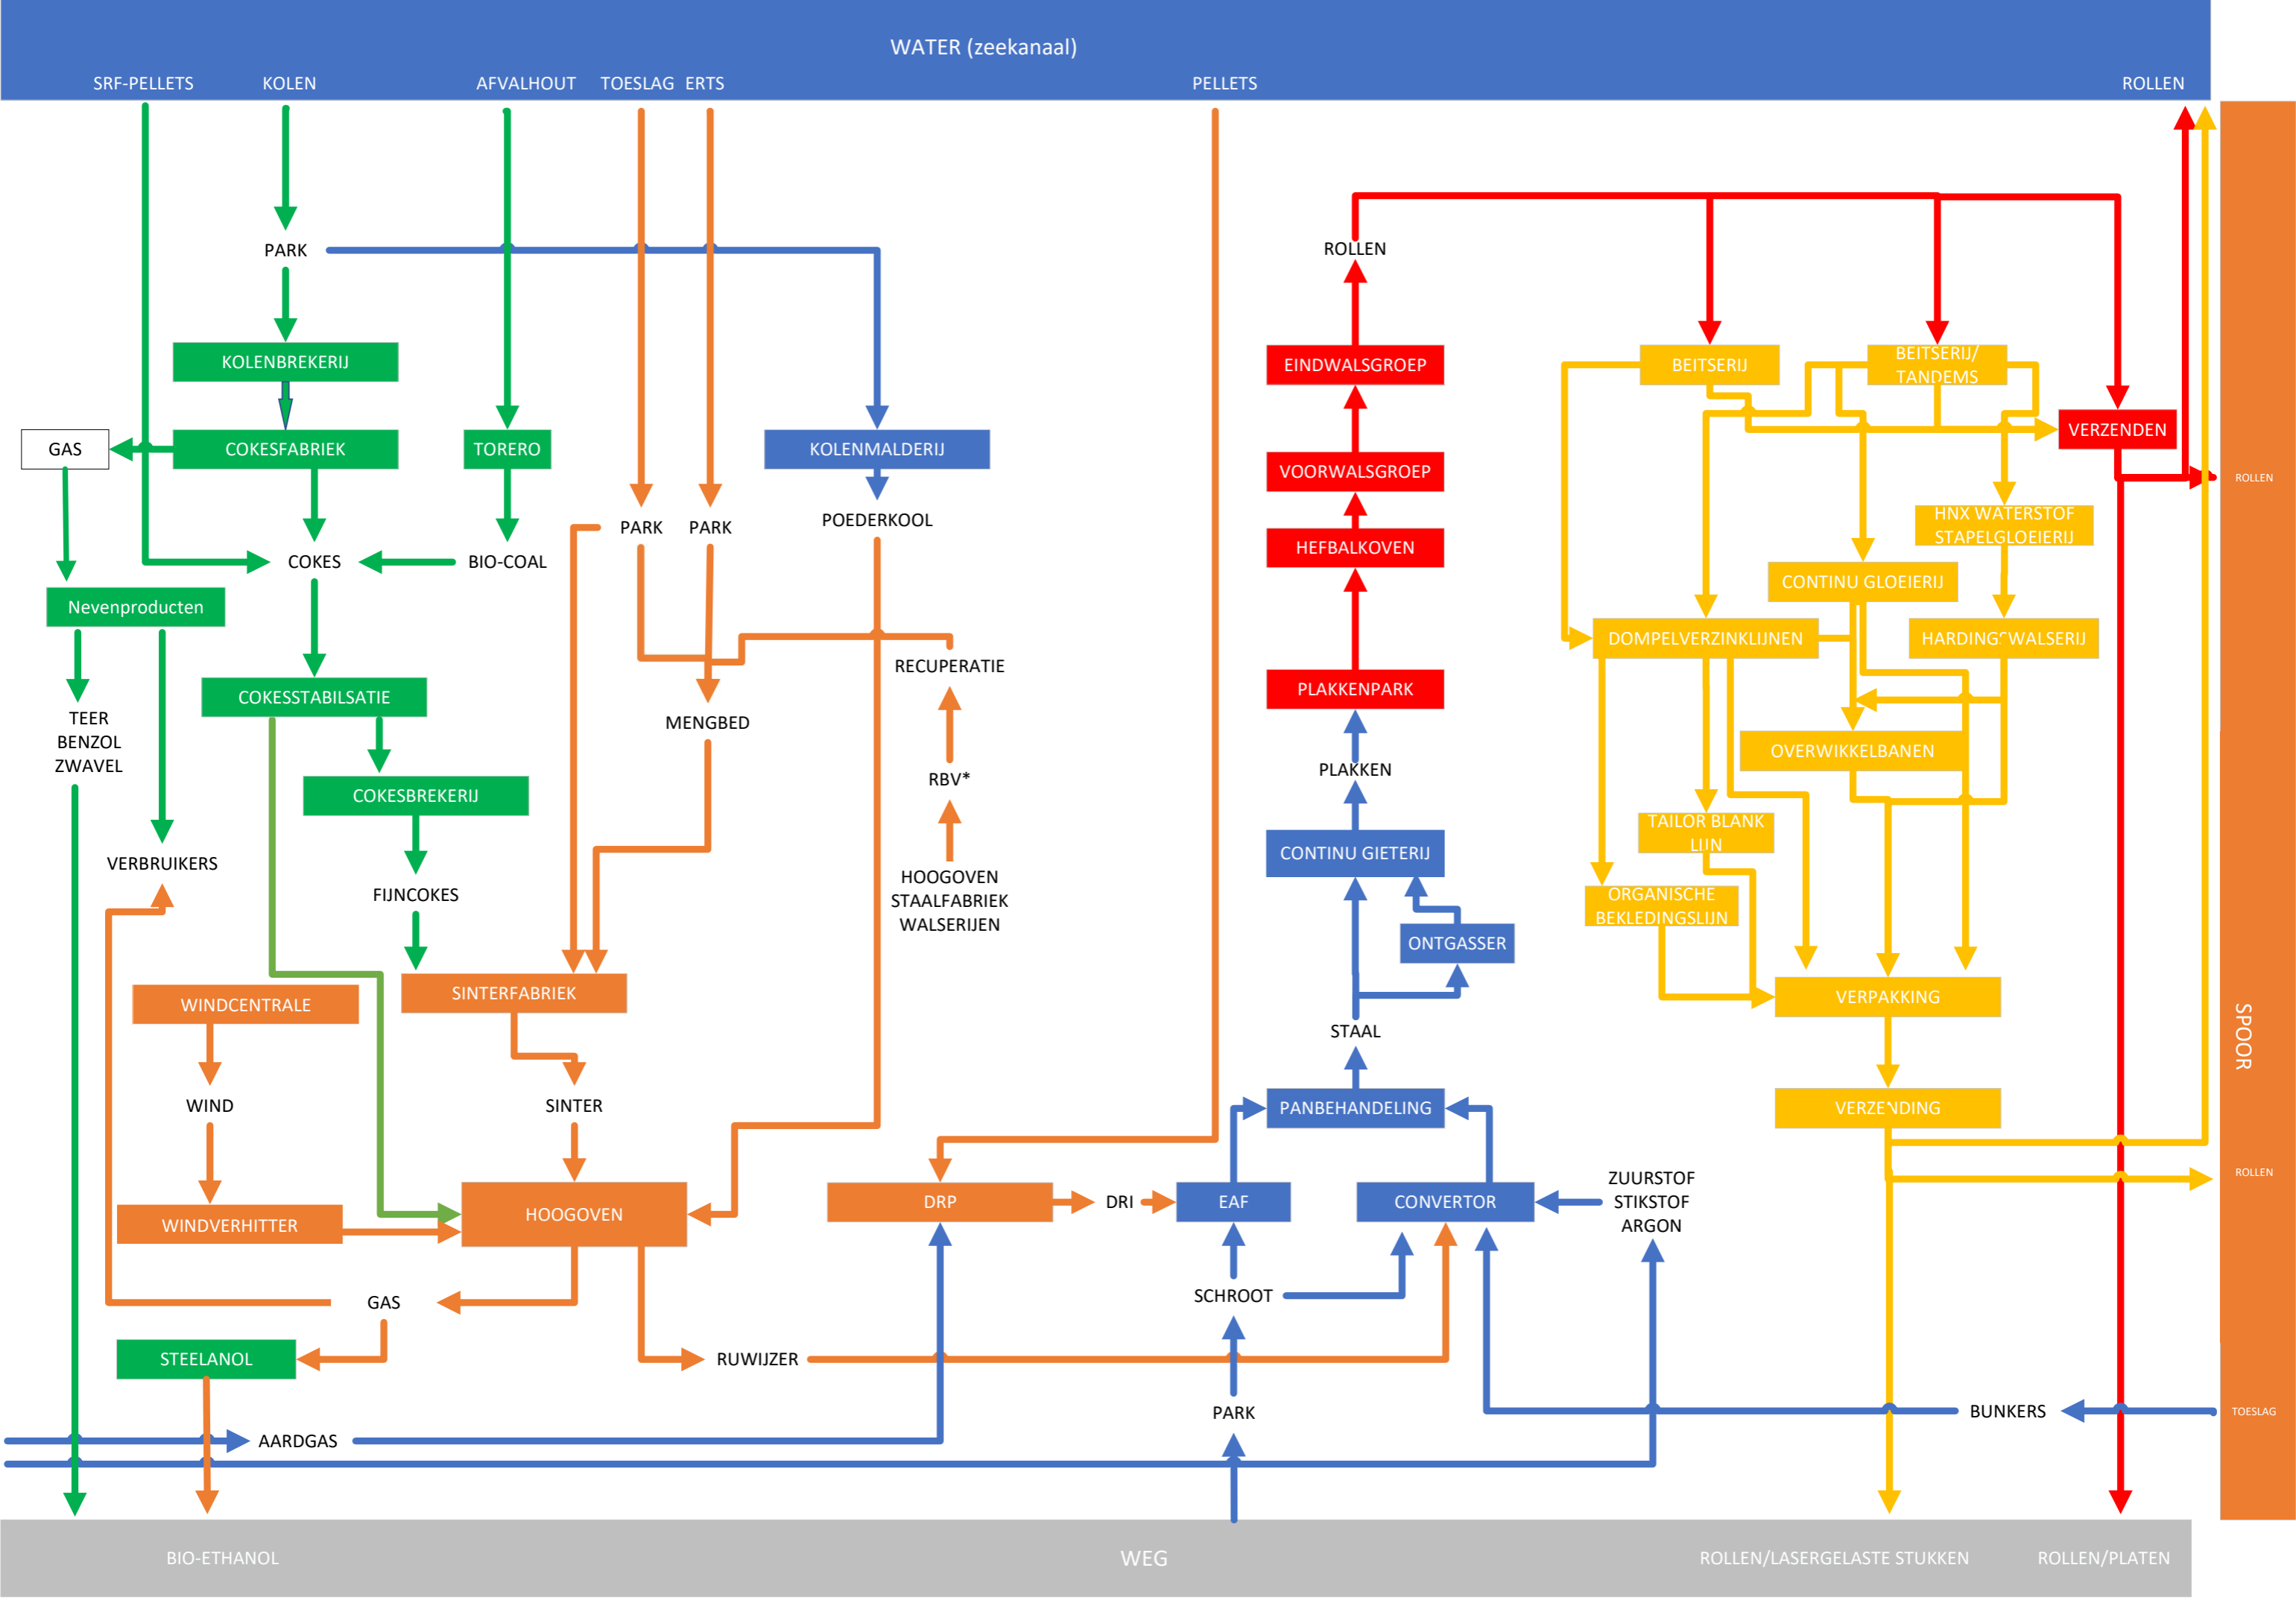 WATER (zeekanaal)
SRF-PELLETS
KOLEN
AFVALHOUT
TOESLAG
ERTS
PELLETS
ROLLEN
PARK
ROLLEN
KOLENBREKERIJ
EINDWALSGROEP
BEITSERIJ
BEITSERIJ/
TANDEMS
GAS
COKESFABRIEK
TORERO
KOLENMALDERIJ
VERZENDEN
VOORWALSGROEP
ROLLEN
POEDERKOOL
PARK
PARK
HNX WATERSTOF
STAPELGLOEIERIJ
HEFBALKOVEN
COKES
BIO-COAL
CONTINU GLOEIERIJ
Nevenproducten
DOMPELVERZINKLIJNEN
HARDINGSWALSERIJ
RECUPERATIE
PLAKKENPARK
COKESSTABILSATIE
TEER
BENZOL
ZWAVEL
MENGBED
OVERWIKKELBANEN
PLAKKEN
RBV*
COKESBREKERIJ
TAILOR BLANK
LIJN
CONTINU GIETERIJ
VERBRUIKERS
HOOGOVEN
STAALFABRIEK
WALSERIJEN
FIJNCOKES
ORGANISCHE
BEKLEDINGSLIJN
ONTGASSER
SINTERFABRIEK
WINDCENTRALE
VERPAKKING
STAAL
SPOOR
WIND
SINTER
PANBEHANDELING
VERZENDING
ROLLEN
ZUURSTOF
STIKSTOF
ARGON
DRP
DRI
EAF
CONVERTOR
HOOGOVEN
WINDVERHITTER
SCHROOT
GAS
STEELANOL
RUWIJZER
PARK
BUNKERS
TOESLAG
AARDGAS
BIO-ETHANOL
WEG
ROLLEN/LASERGELASTE STUKKEN
ROLLEN/PLATEN